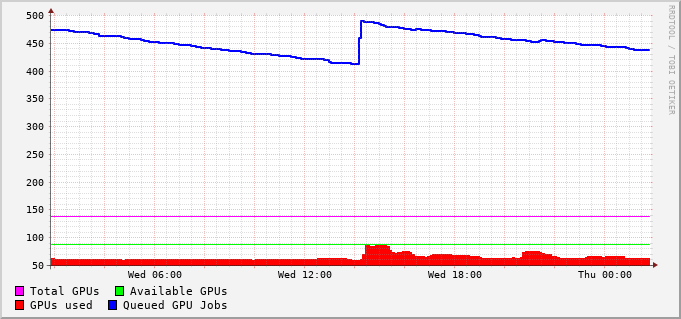 500
450
400
350
300
250
200
150
100
50
Wed 06:00 Wed 12:00 Wed 18:00 Thu 00:00
Total GPUs Available GPUs
GPUs used Queued GPU Jobs
RRDTOOL / TOBI OETIKER